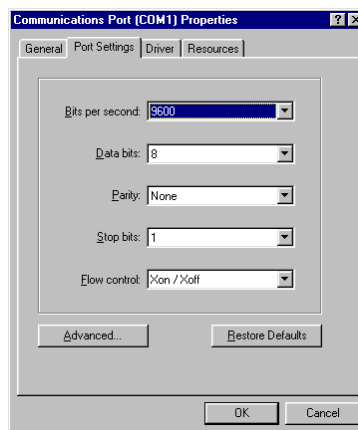 Communications Port (COM1) Properties
General Port Settings Driver Resources
Bits per second: 9600
Data bits: 8
Parity: None
Stop bits: 1
Flow control: Xon / Xoff
Advanced... Restore Defaults
OK Cancel